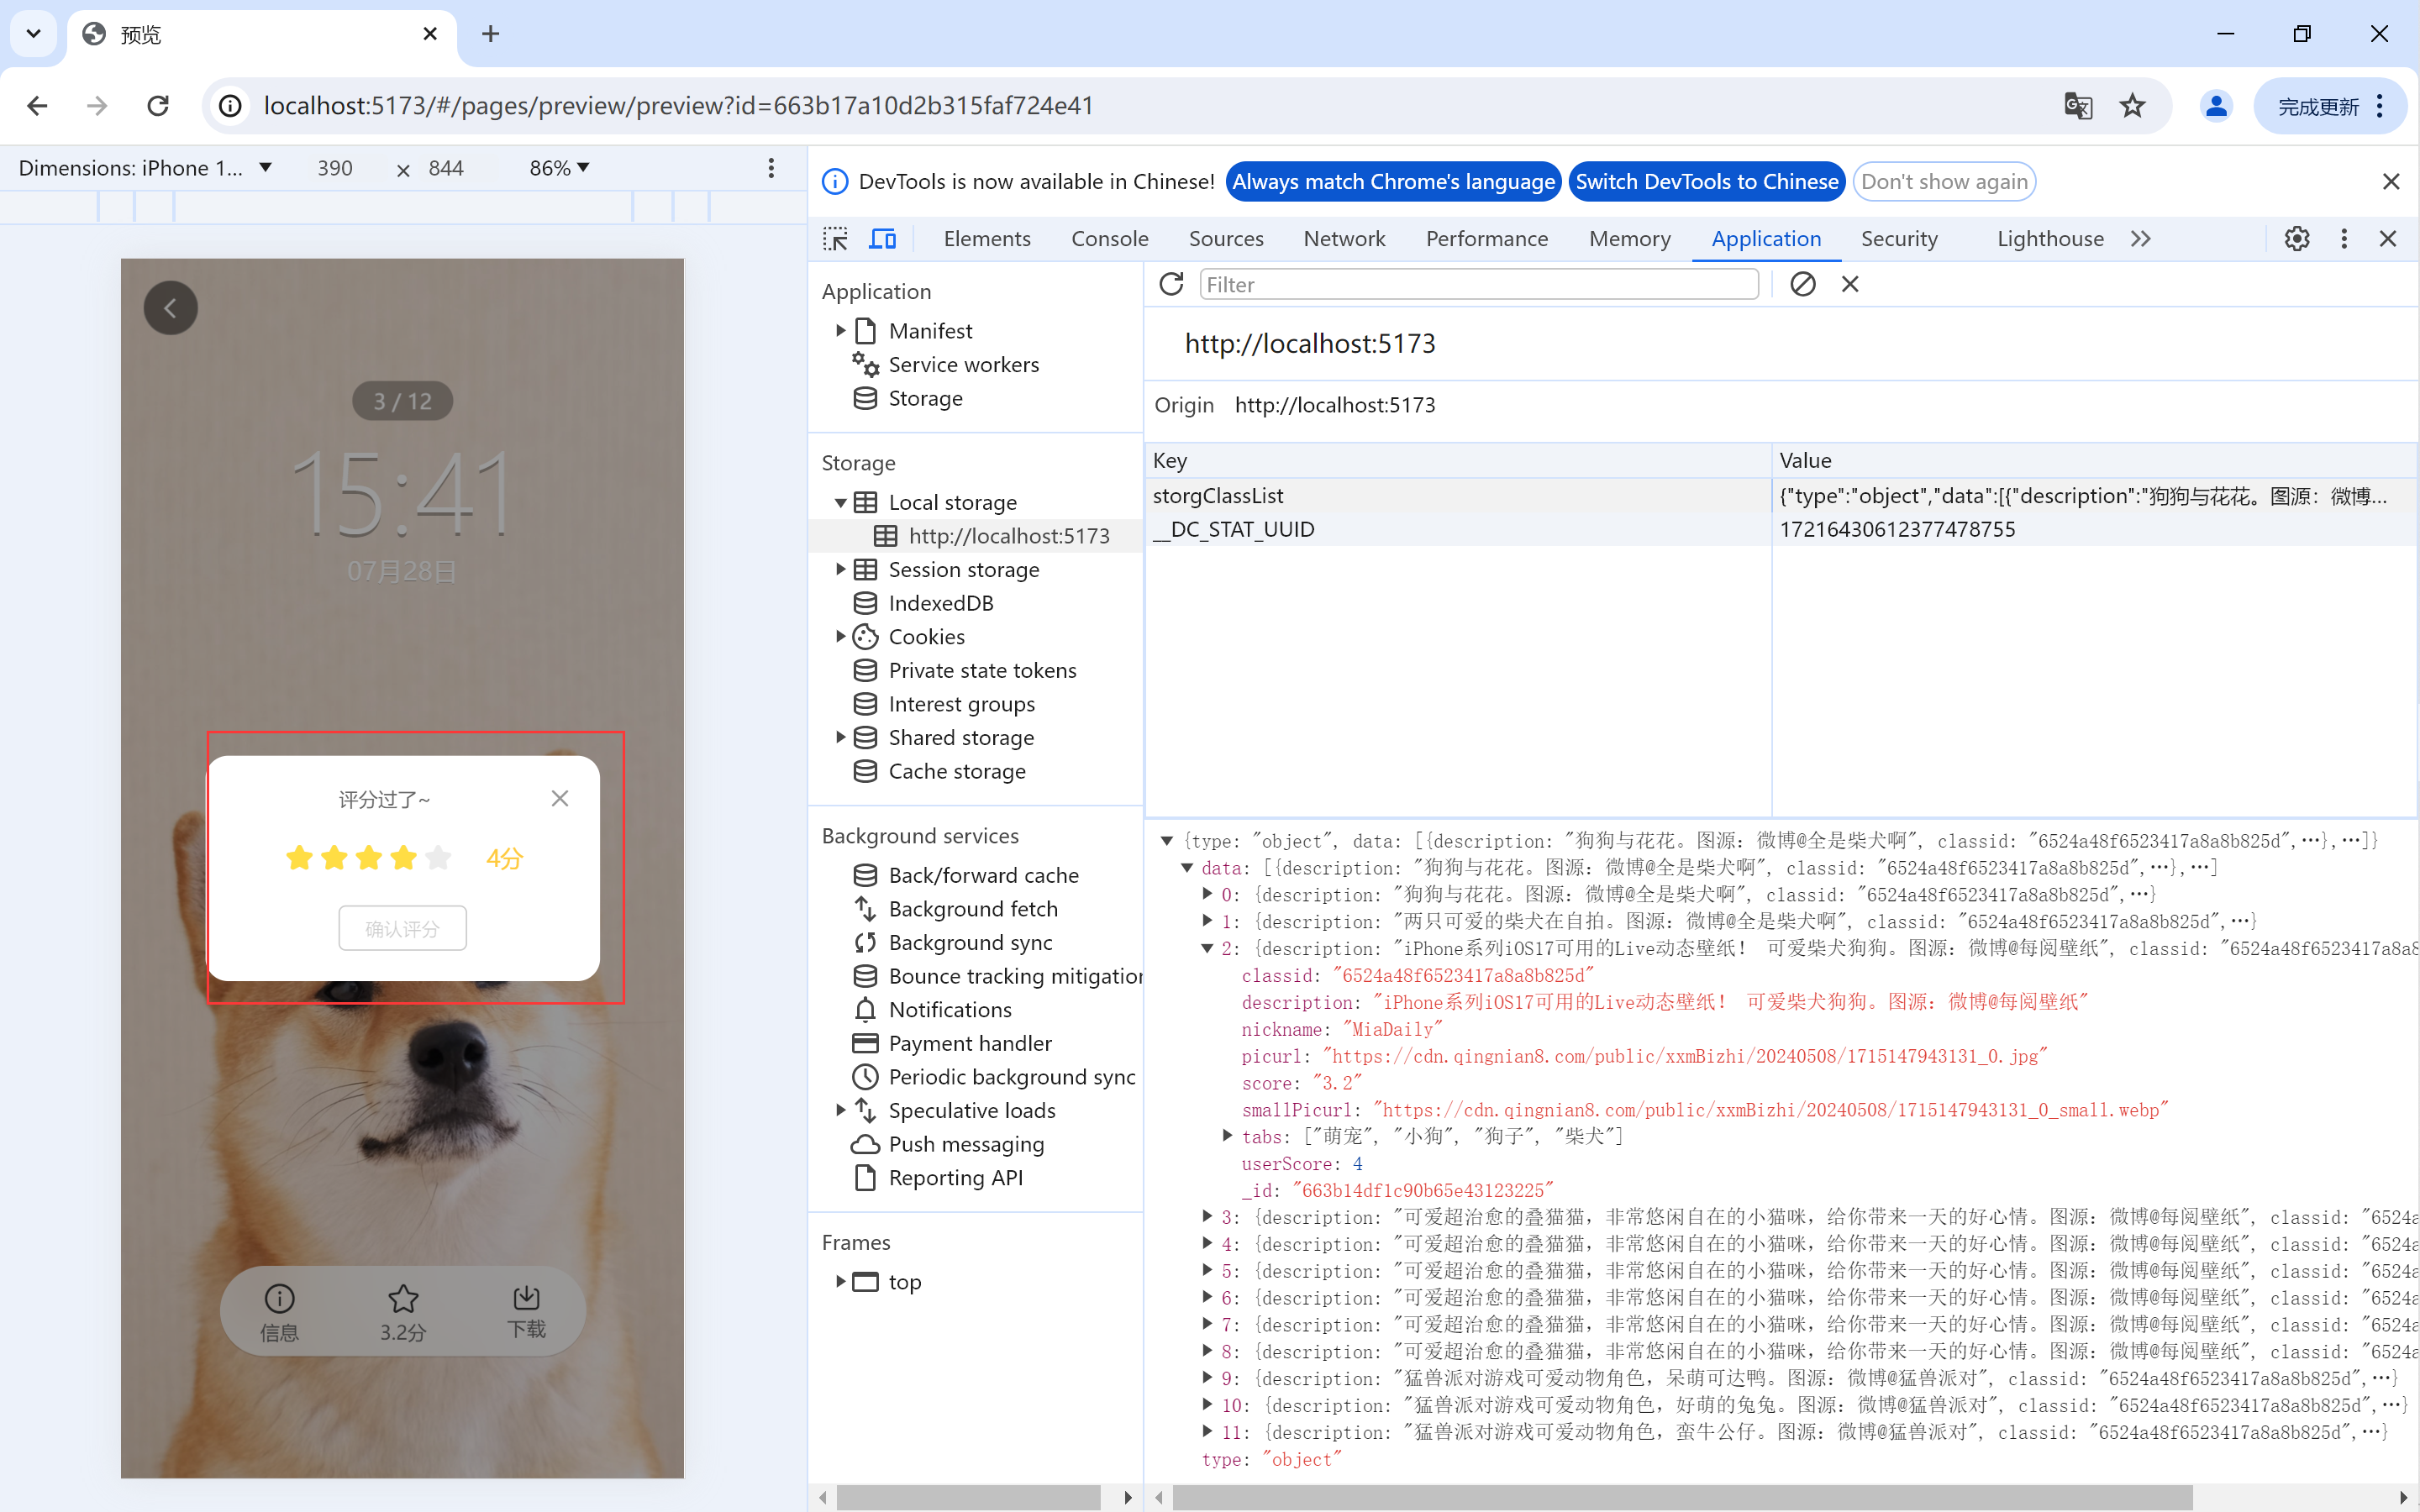 预览
localhost:5173/#/pages/preview/preview?id=663b17a10d2b315faf724e41
完成更新
Dimensions: iPhone 1... 390 × 844 86%
3 / 12
15:41
07月28日
评分过了~
4分
确认评分
信息 3.2分 下载
DevTools is now available in Chinese! Always match Chrome's language Switch DevTools to Chinese Don't show again
Elements Console Sources Network Performance Memory Application Security Lighthouse
Application
Manifest
Service workers
Storage
Storage
Local storage
http://localhost:5173
Session storage
IndexedDB
Cookies
Private state tokens
Interest groups
Shared storage
Cache storage
Background services
Back/forward cache
Background fetch
Background sync
Bounce tracking mitigation
Notifications
Payment handler
Periodic background sync
Speculative loads
Push messaging
Reporting API
Frames
top
Filter
http://localhost:5173
Origin http://localhost:5173
Key Value
storgClassList {"type":"object","data":[{"description":"狗狗与花花。图源：微博...
__DC_STAT_UUID 17216430612377478755
{type: "object", data: [{description: "狗狗与花花。图源：微博@全是柴犬啊", classid: "6524a48f6523417a8a8b825d",…},…]}
data: [{description: "狗狗与花花。图源：微博@全是柴犬啊", classid: "6524a48f6523417a8a8b825d",…},…]
0: {description: "狗狗与花花。图源：微博@全是柴犬啊", classid: "6524a48f6523417a8a8b825d",…}
1: {description: "两只可爱的柴犬在自拍。图源：微博@全是柴犬啊", classid: "6524a48f6523417a8a8b825d",…}
2: {description: "iPhone系列iOS17可用的Live动态壁纸！ 可爱柴犬狗狗。图源：微博@每阅壁纸", classid: "6524a48f6523417a8a8
classid: "6524a48f6523417a8a8b825d"
description: "iPhone系列iOS17可用的Live动态壁纸！ 可爱柴犬狗狗。图源：微博@每阅壁纸"
nickname: "MiaDaily"
picurl: "https://cdn.qingnian8.com/public/xxmBizhi/20240508/1715147943131_0.jpg"
score: "3.2"
smallPicurl: "https://cdn.qingnian8.com/public/xxmBizhi/20240508/1715147943131_0_small.webp"
tabs: ["萌宠", "小狗", "狗子", "柴犬"]
userScore: 4
_id: "663b14df1c90b65e43123225"
3: {description: "可爱超治愈的叠猫猫，非常悠闲自在的小猫咪，给你带来一天的好心情。图源：微博@每阅壁纸", classid: "6524a
4: {description: "可爱超治愈的叠猫猫，非常悠闲自在的小猫咪，给你带来一天的好心情。图源：微博@每阅壁纸", classid: "6524a
5: {description: "可爱超治愈的叠猫猫，非常悠闲自在的小猫咪，给你带来一天的好心情。图源：微博@每阅壁纸", classid: "6524a
6: {description: "可爱超治愈的叠猫猫，非常悠闲自在的小猫咪，给你带来一天的好心情。图源：微博@每阅壁纸", classid: "6524a
7: {description: "可爱超治愈的叠猫猫，非常悠闲自在的小猫咪，给你带来一天的好心情。图源：微博@每阅壁纸", classid: "6524a
8: {description: "可爱超治愈的叠猫猫，非常悠闲自在的小猫咪，给你带来一天的好心情。图源：微博@每阅壁纸", classid: "6524a
9: {description: "猛兽派对游戏可爱动物角色，呆萌可达鸭。图源：微博@猛兽派对", classid: "6524a48f6523417a8a8b825d",…}
10: {description: "猛兽派对游戏可爱动物角色，好萌的兔兔。图源：微博@猛兽派对", classid: "6524a48f6523417a8a8b825d",…}
11: {description: "猛兽派对游戏可爱动物角色，蛮牛公仔。图源：微博@猛兽派对", classid: "6524a48f6523417a8a8b825d",…}
type: "object"